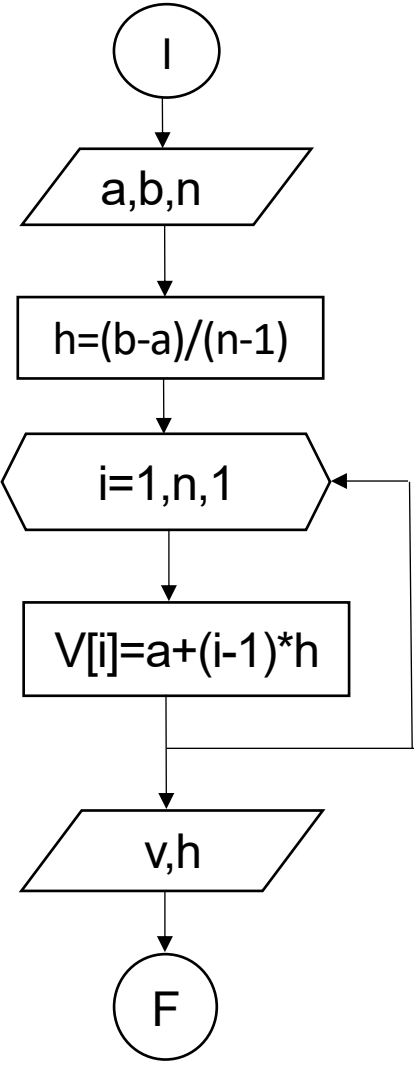 I
a,b,n
h=(b-a)/(n-1)
i=1,n,1
V[i]=a+(i-1)*h
v,h
F